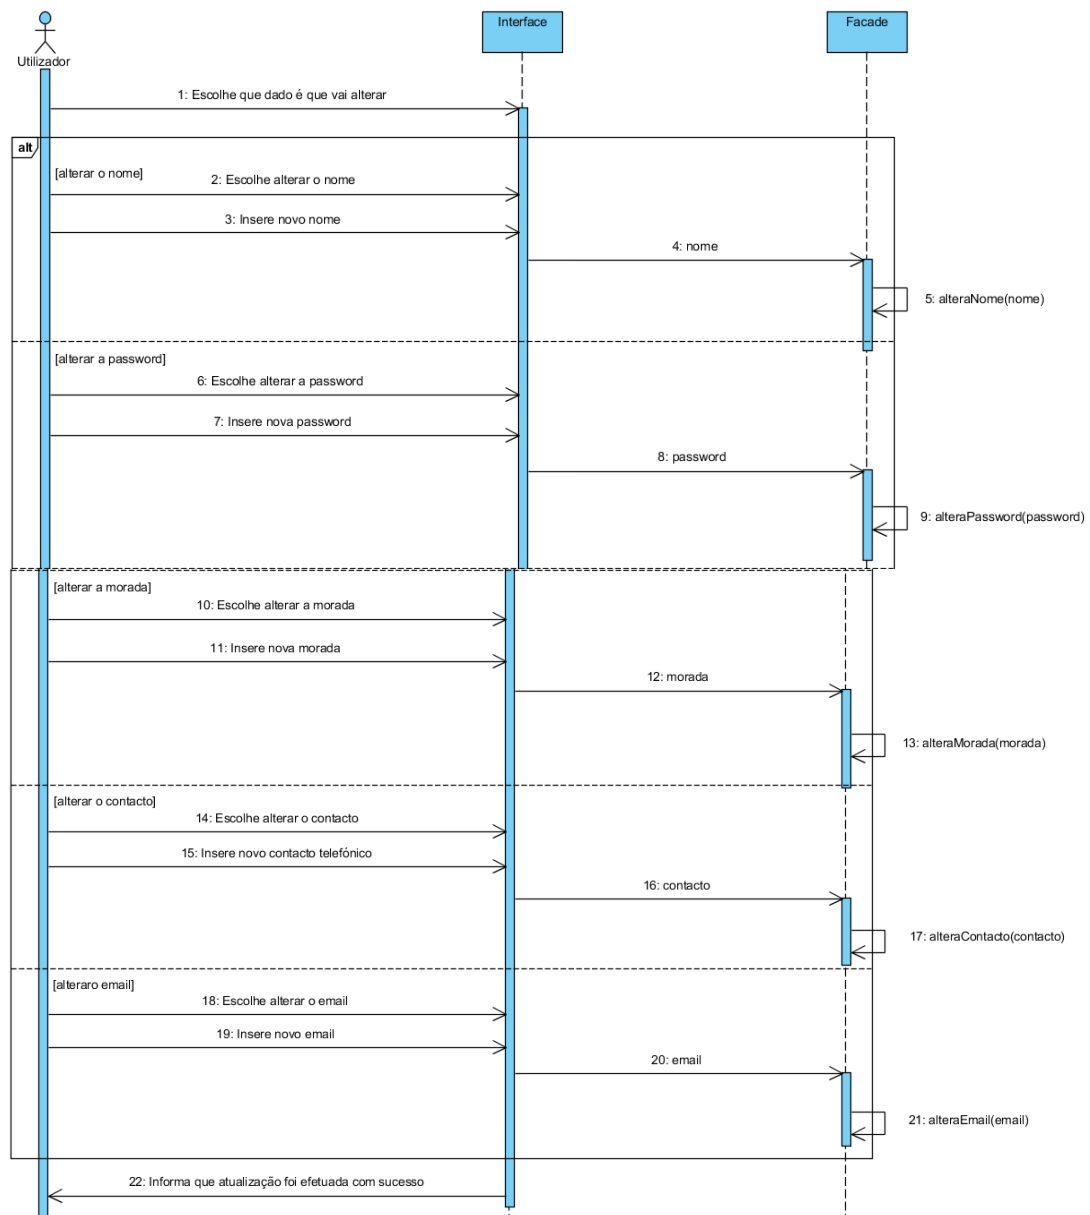 Utilizador
Interface
Facade
1: Escolhe que dado é que vai alterar
alt
[alterar o nome]
2: Escolhe alterar o nome
3: Insere novo nome
4: nome
5: alteraNome(nome)
[alterar a password]
6: Escolhe alterar a password
7: Insere nova password
8: password
9: alteraPassword(password)
[alterar a morada]
10: Escolhe alterar a morada
11: Insere nova morada
12: morada
13: alteraMorada(morada)
[alterar o contacto]
14: Escolhe alterar o contacto
15: Insere novo contacto telefónico
16: contacto
17: alteraContacto(contacto)
[alteraro email]
18: Escolhe alterar o email
19: Insere novo email
20: email
21: alteraEmail(email)
22: Informa que atualização foi efetuada com sucesso